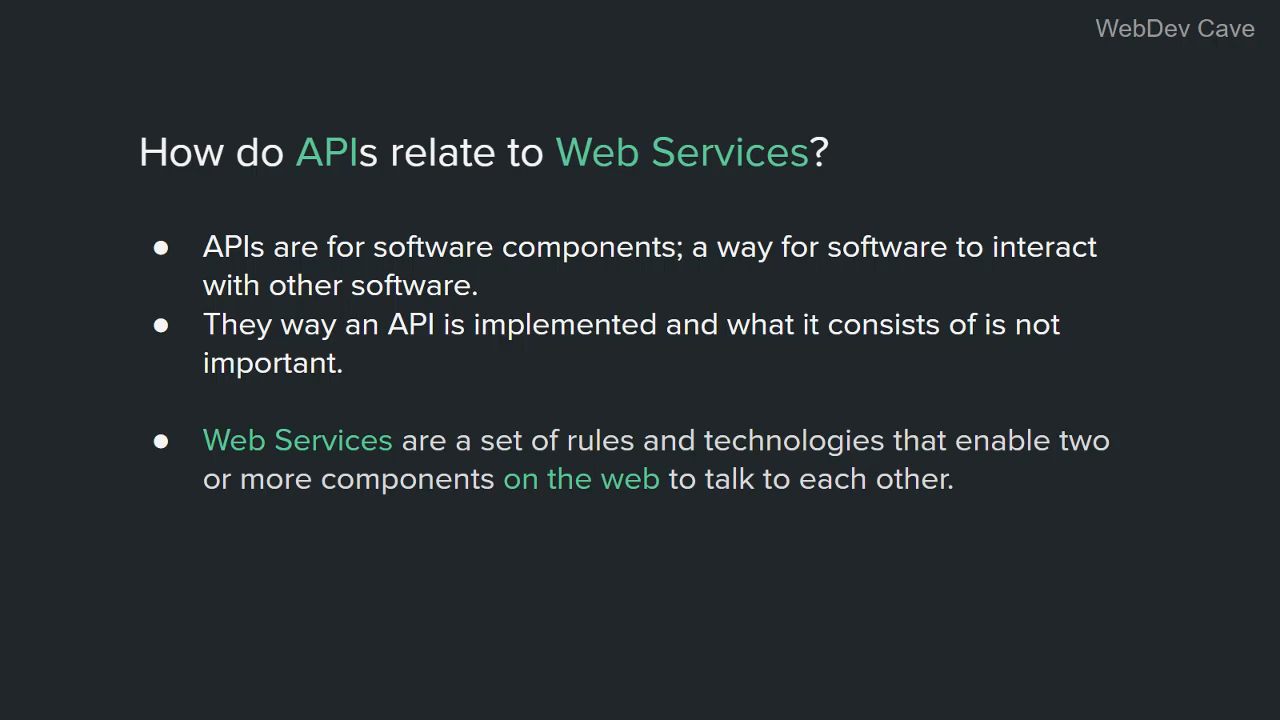 WebDev Cave
How do APIs relate to Web Services?
● APIs are for software components; a way for software to interact
with other software.
● They way an API is implemented and what it consists of is not
important.
● Web Services are a set of rules and technologies that enable two
or more components on the web to talk to each other.